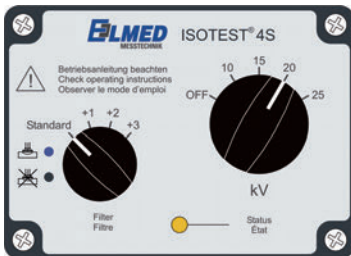 ELMED
MESSTECHNIK
ISOTEST® 4S
Betriebsanleitung beachten
Check operating instructions
Observer le mode d'emploi
OFF 10 15 20 25
kV
Standard +1 +2 +3
Filter
Filtre
Status
État